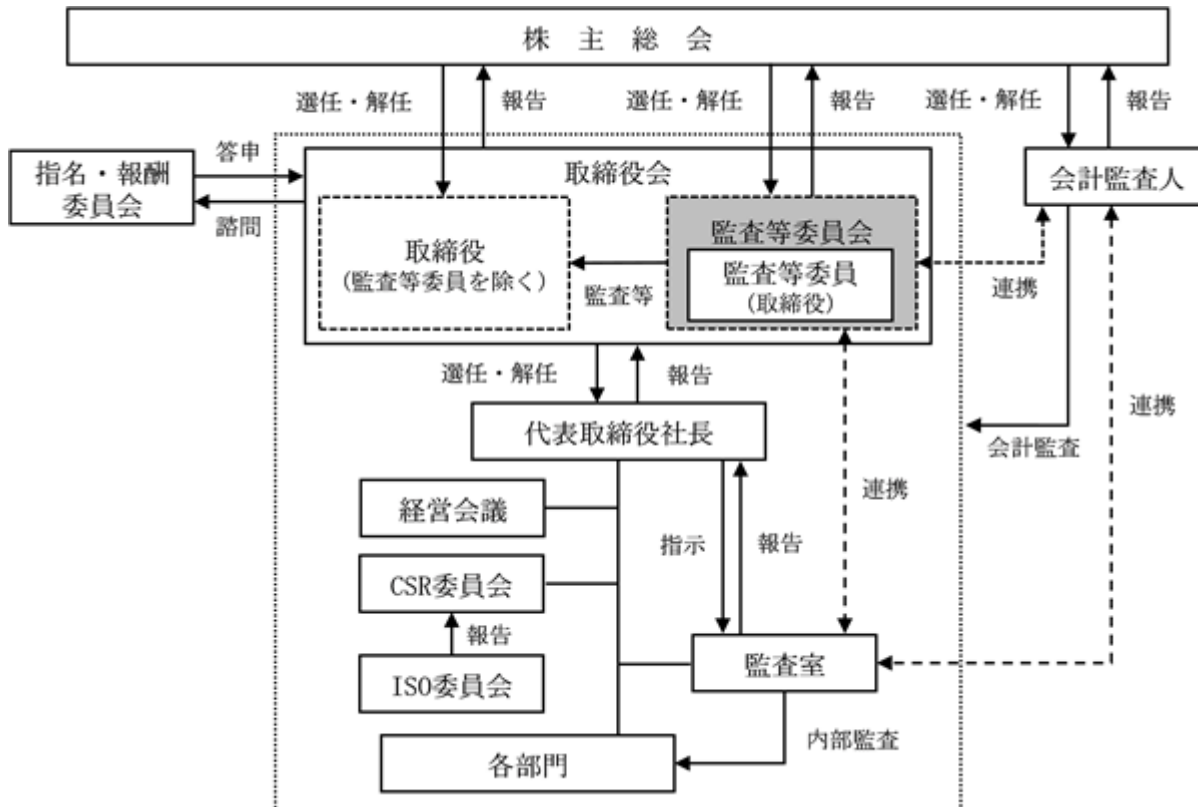 株 主 総 会
選任・解任
報告
選任・解任
報告
選任・解任
報告
答申
指名・報酬
委員会
諮問
取締役会
会計監査人
取締役
(監査等委員を除く)
監査等
監査等委員会
監査等委員
(取締役)
連携
選任・解任
報告
連携
代表取締役社長
会計監査
経営会議
連携
指示
報告
CSR委員会
報告
監査室
ISO委員会
内部監査
各部門